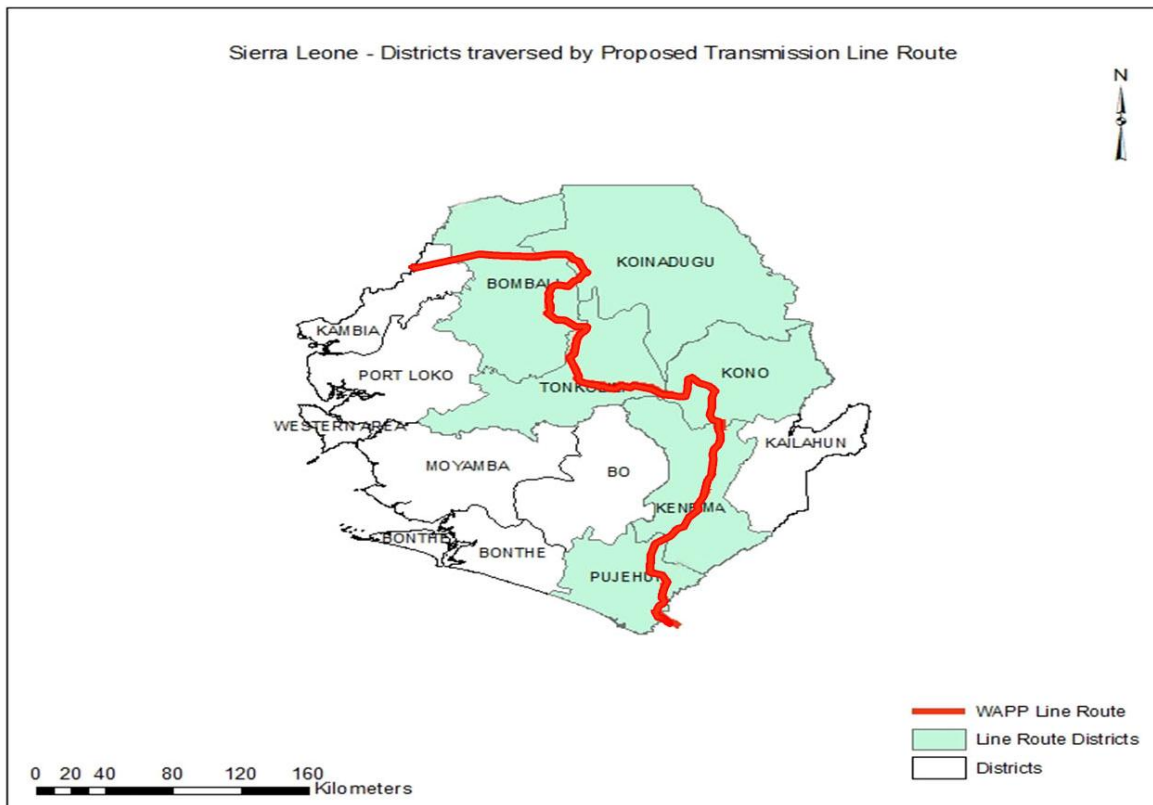 Sierra Leone - Districts traversed by Proposed Transmission Line Route
N
KOINADUGU
BOMBALI
KAMBIA
PORT LOKO
KONO
TONKOLILI
WESTERN AREA
KAILAHUN
MOYAMBA
BO
KENEMA
BONTHE
BONTHE
PUJEHUN
WAPP Line Route
Line Route Districts
Districts
0 20 40 80 120 160
Kilometers